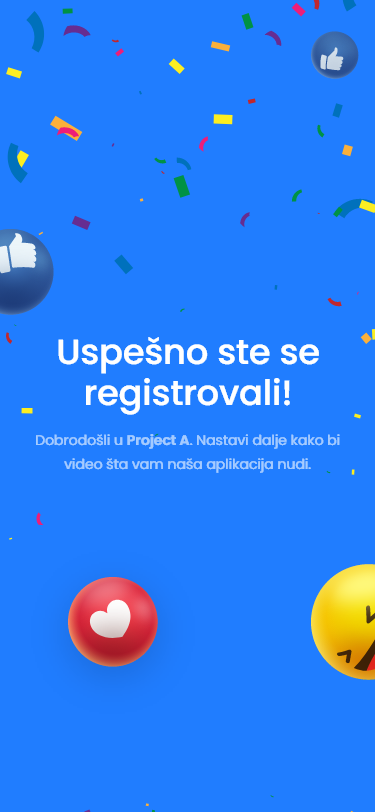 Uspešno ste se
registrovali!
Dobrodošli u Project A. Nastavi dalje kako bi
video šta vam naša aplikacija nudi.